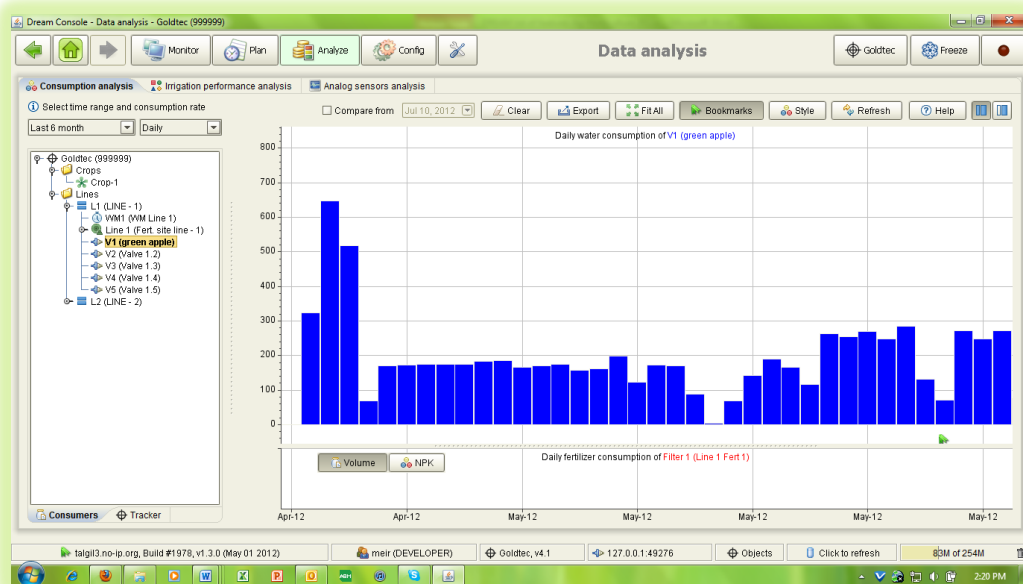 Dream Console - Data analysis - Goldtec (999999)
Monitor Plan Analyze Config Data analysis Goldtec Freeze
Consumption analysis Irrigation performance analysis Analog sensors analysis
Select time range and consumption rate
Compare from Jul 10, 2012 Clear Export Fit All Bookmarks Style Refresh Help
Last 6 month Daily
Daily water consumption of V1 (green apple)
Goldtec (999999)
Crops
Crop-1
Lines
L1 (LINE - 1)
WM1 (WM Line 1)
Line 1 (Fert. site line - 1)
V1 (green apple)
V2 (Valve 1.2)
V3 (Valve 1.3)
V4 (Valve 1.4)
V5 (Valve 1.5)
L2 (LINE - 2)
800
700
600
500
400
300
200
100
0
Volume NPK
Daily fertilizer consumption of Filter 1 (Line 1 Fert 1)
Consumers Tracker
Apr-12 Apr-12 May-12 May-12 May-12 May-12 May-12
talgil3.no-ip.org, Build #1978, v1.3.0 (May 01 2012) meir (DEVELOPER) Goldtec, v4.1 127.0.0.1:49276 Objects Click to refresh 83M of 254M
2:20 PM